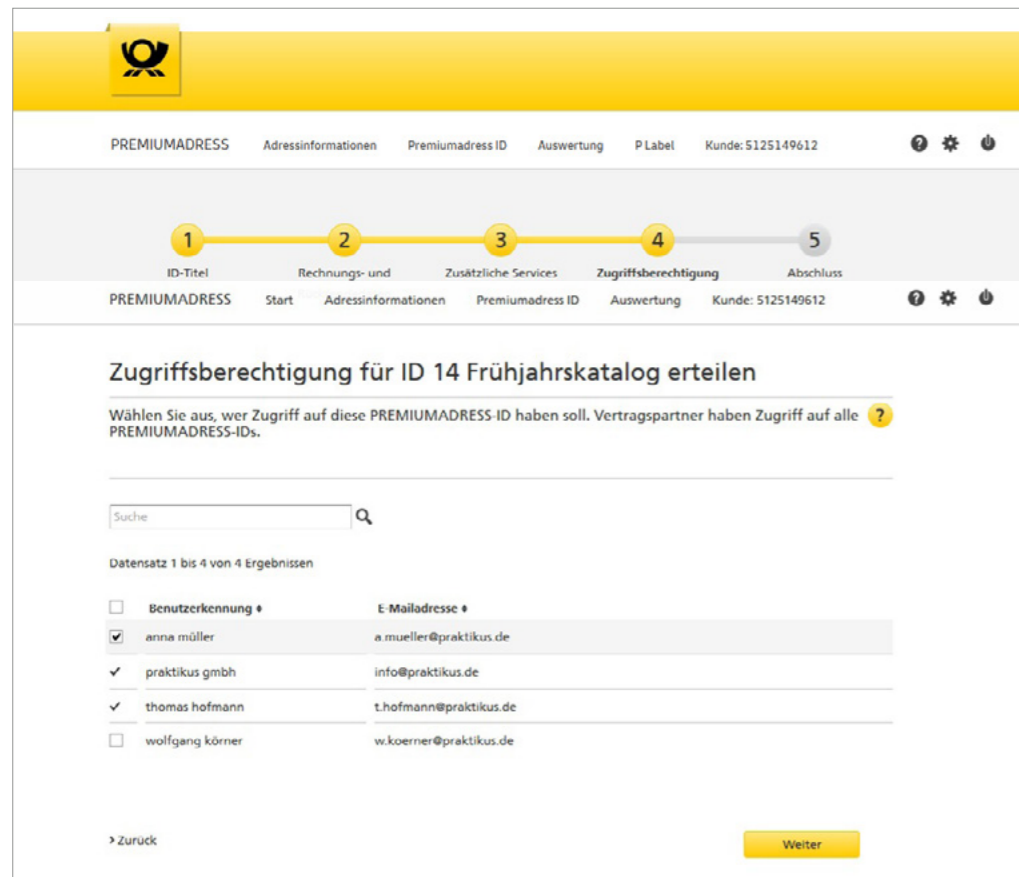 PREMIUMADRESS Adressinformationen Premiumadress ID Auswertung P Label Kunde: 5125149612
1 2 3 4 5
ID-Titel Rechnungs- und Zusätzliche Services Zugriffsberechtigung Abschluss
PREMIUMADRESS Start Adressinformationen Premiumadress ID Auswertung Kunde: 5125149612
Zugriffsberechtigung für ID 14 Frühjahrskatalog erteilen
Wählen Sie aus, wer Zugriff auf diese PREMIUMADRESS-ID haben soll. Vertragspartner haben Zugriff auf alle ?
PREMIUMADRESS-IDs.
Suche
Datensatz 1 bis 4 von 4 Ergebnissen
Benutzerkennung E-Mailadresse
anna müller a.mueller@praktikus.de
praktikus gmbh info@praktikus.de
thomas hofmann t.hofmann@praktikus.de
wolfgang körner w.koerner@praktikus.de
> Zurück Weiter